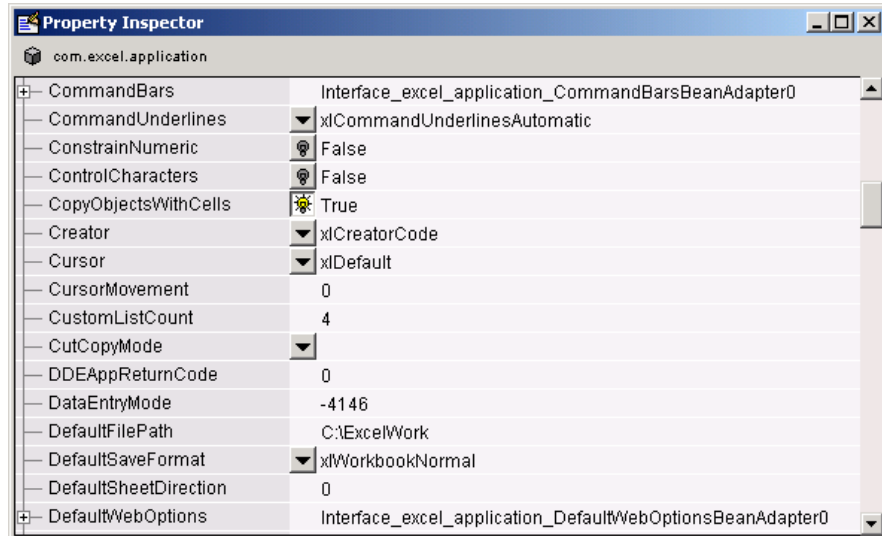 Property Inspector
com.excel.application
CommandBars Interface_excel_application_CommandBarsBeanAdapter0
CommandUnderlines xlCommandUnderlinesAutomatic
ConstrainNumeric False
ControlCharacters False
CopyObjectsWithCells True
Creator xlCreatorCode
Cursor xlDefault
CursorMovement 0
CustomListCount 4
CutCopyMode
DDEAppReturnCode 0
DataEntryMode -4146
DefaultFilePath C:\ExcelWork
DefaultSaveFormat xlWorkbookNormal
DefaultSheetDirection 0
DefaultWebOptions Interface_excel_application_DefaultWebOptionsBeanAdapter0